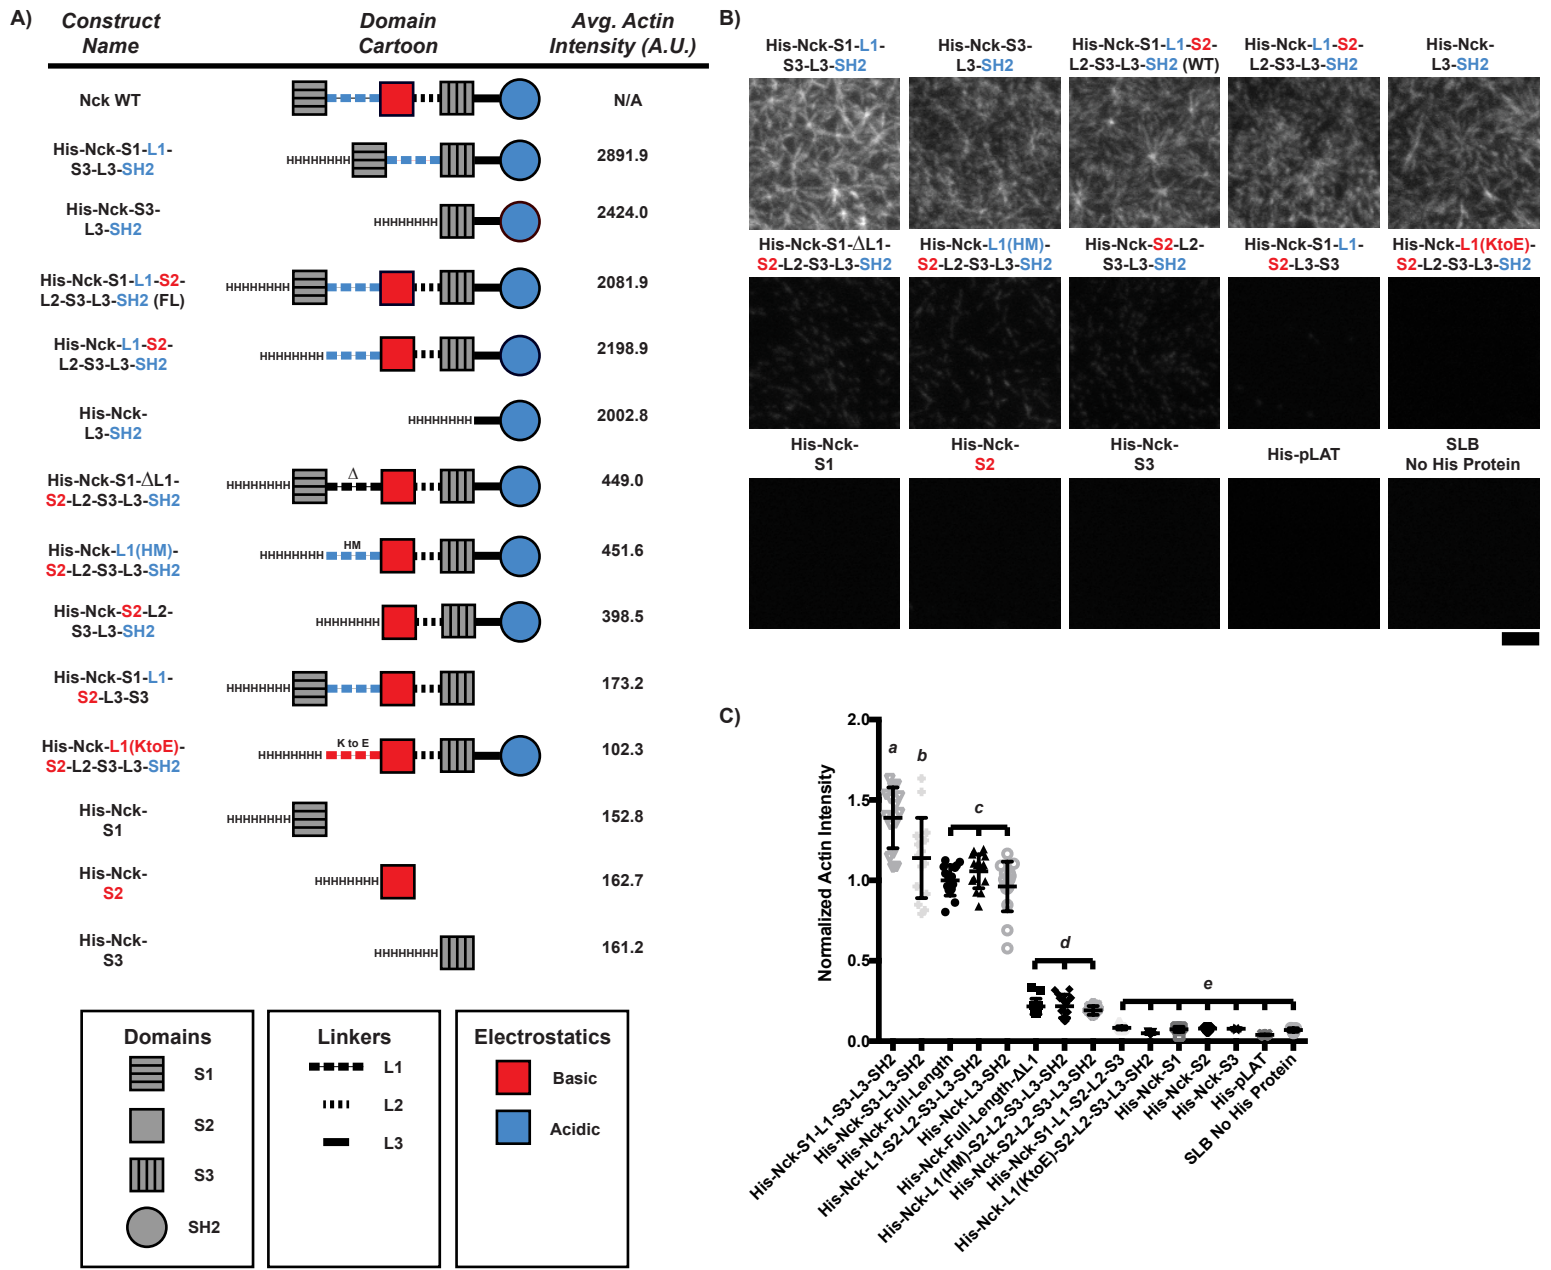 A)
Construct
Name
Domain
Cartoon
Avg. Actin
Intensity (A.U.)
Nck WT
N/A
His-Nck-S1-L1-
S3-L3-SH2
HHHHHHHH
2891.9
His-Nck-S3-
L3-SH2
HHHHHHHH
2424.0
His-Nck-S1-L1-S2-
L2-S3-L3-SH2 (FL)
HHHHHHHH
2081.9
His-Nck-L1-S2-
L2-S3-L3-SH2
HHHHHHHH
2198.9
His-Nck-
L3-SH2
HHHHHHHH
2002.8
His-Nck-S1-ΔL1-
S2-L2-S3-L3-SH2
HHHHHHHH
Δ
449.0
His-Nck-L1(HM)-
S2-L2-S3-L3-SH2
HHHHHHHH
HM
451.6
His-Nck-S2-L2-
S3-L3-SH2
HHHHHHHH
398.5
His-Nck-S1-L1-
S2-L3-S3
HHHHHHHH
173.2
His-Nck-L1(KtoE)-
S2-L2-S3-L3-SH2
HHHHHHHH
K to E
102.3
His-Nck-
S1
HHHHHHHH
152.8
His-Nck-
S2
HHHHHHHH
162.7
His-Nck-
S3
HHHHHHHH
161.2
Domains
S1
S2
S3
SH2
Linkers
L1
L2
L3
Electrostatics
Basic
Acidic
B)
His-Nck-S1-L1-
S3-L3-SH2
His-Nck-S3-
L3-SH2
His-Nck-S1-L1-S2-
L2-S3-L3-SH2 (WT)
His-Nck-L1-S2-
L2-S3-L3-SH2
His-Nck-
L3-SH2
His-Nck-S1-ΔL1-
S2-L2-S3-L3-SH2
His-Nck-L1(HM)-
S2-L2-S3-L3-SH2
His-Nck-S2-L2-
S3-L3-SH2
His-Nck-S1-L1-
S2-L3-S3
His-Nck-L1(KtoE)-
S2-L2-S3-L3-SH2
His-Nck-
S1
His-Nck-
S2
His-Nck-
S3
His-pLAT
SLB
No His Protein
C)
Normalized Actin Intensity
2.0
1.5
1.0
0.5
0.0
a
b
c
d
e
His-Nck-S1-L1-S3-L3-SH2
His-Nck-S3-L3-SH2
His-Nck-Full-Length
His-Nck-L1-S2-L2-S3-L3-SH2
His-Nck-L3-SH2
His-Nck-Full-Length-ΔL1
His-Nck-L1(HM)-S2-L2-S3-L3-SH2
His-Nck-S2-L2-S3-L3-SH2
His-Nck-S1-L1-S2-L2-S3
His-Nck-L1(KtoE)-S2-L2-S3-L3-SH2
His-Nck-S1
His-Nck-S2
His-Nck-S3
His-pLAT
SLB No His Protein